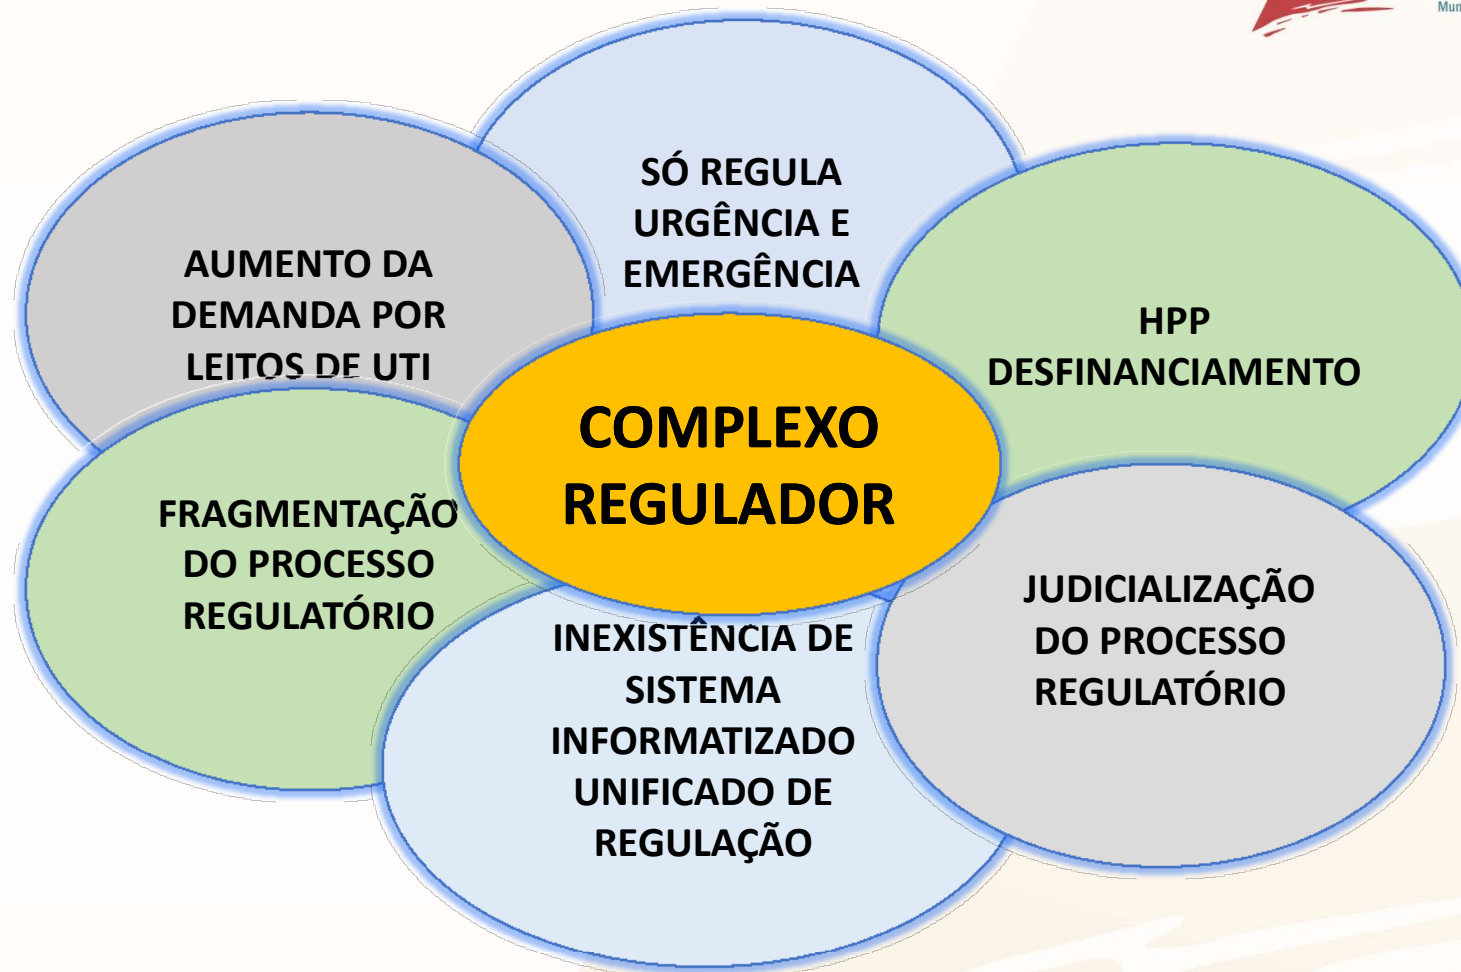 Mun
SÓ REGULA
URGÊNCIA E
EMERGÊNCIA
AUMENTO DA
DEMANDA POR
LEITOS DE UTI
HPP
DESFINANCIAMENTO
COMPLEXO
REGULADOR
FRAGMENTAÇÃO
DO PROCESSO
REGULATÓRIO
JUDICIALIZAÇÃO
DO PROCESSO
REGULATÓRIO
INEXISTÊNCIA DE
SISTEMA
INFORMATIZADO
UNIFICADO DE
REGULAÇÃO